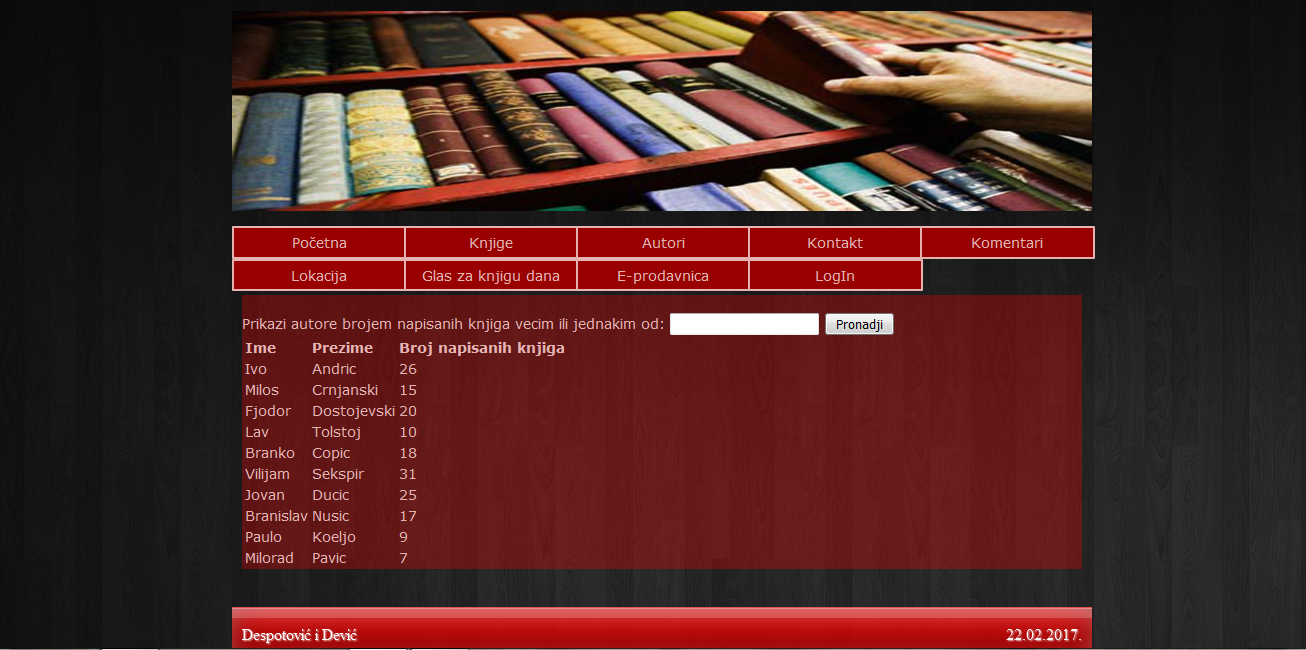 Početna Knjige Autori Kontakt Komentari
Lokacija Glas za knjigu dana E-prodavnica LogIn
Prikazi autore brojem napisanih knjiga vecim ili jednakim od: Pronadji
Ime Prezime Broj napisanih knjiga
Ivo Andric 26
Milos Crnjanski 15
Fjodor Dostojevski 20
Lav Tolstoj 10
Branko Copic 18
Vilijam Sekspir 31
Jovan Ducic 25
Branislav Nusic 17
Paulo Koeljo 9
Milorad Pavic 7
Despotović i Dević 22.02.2017.